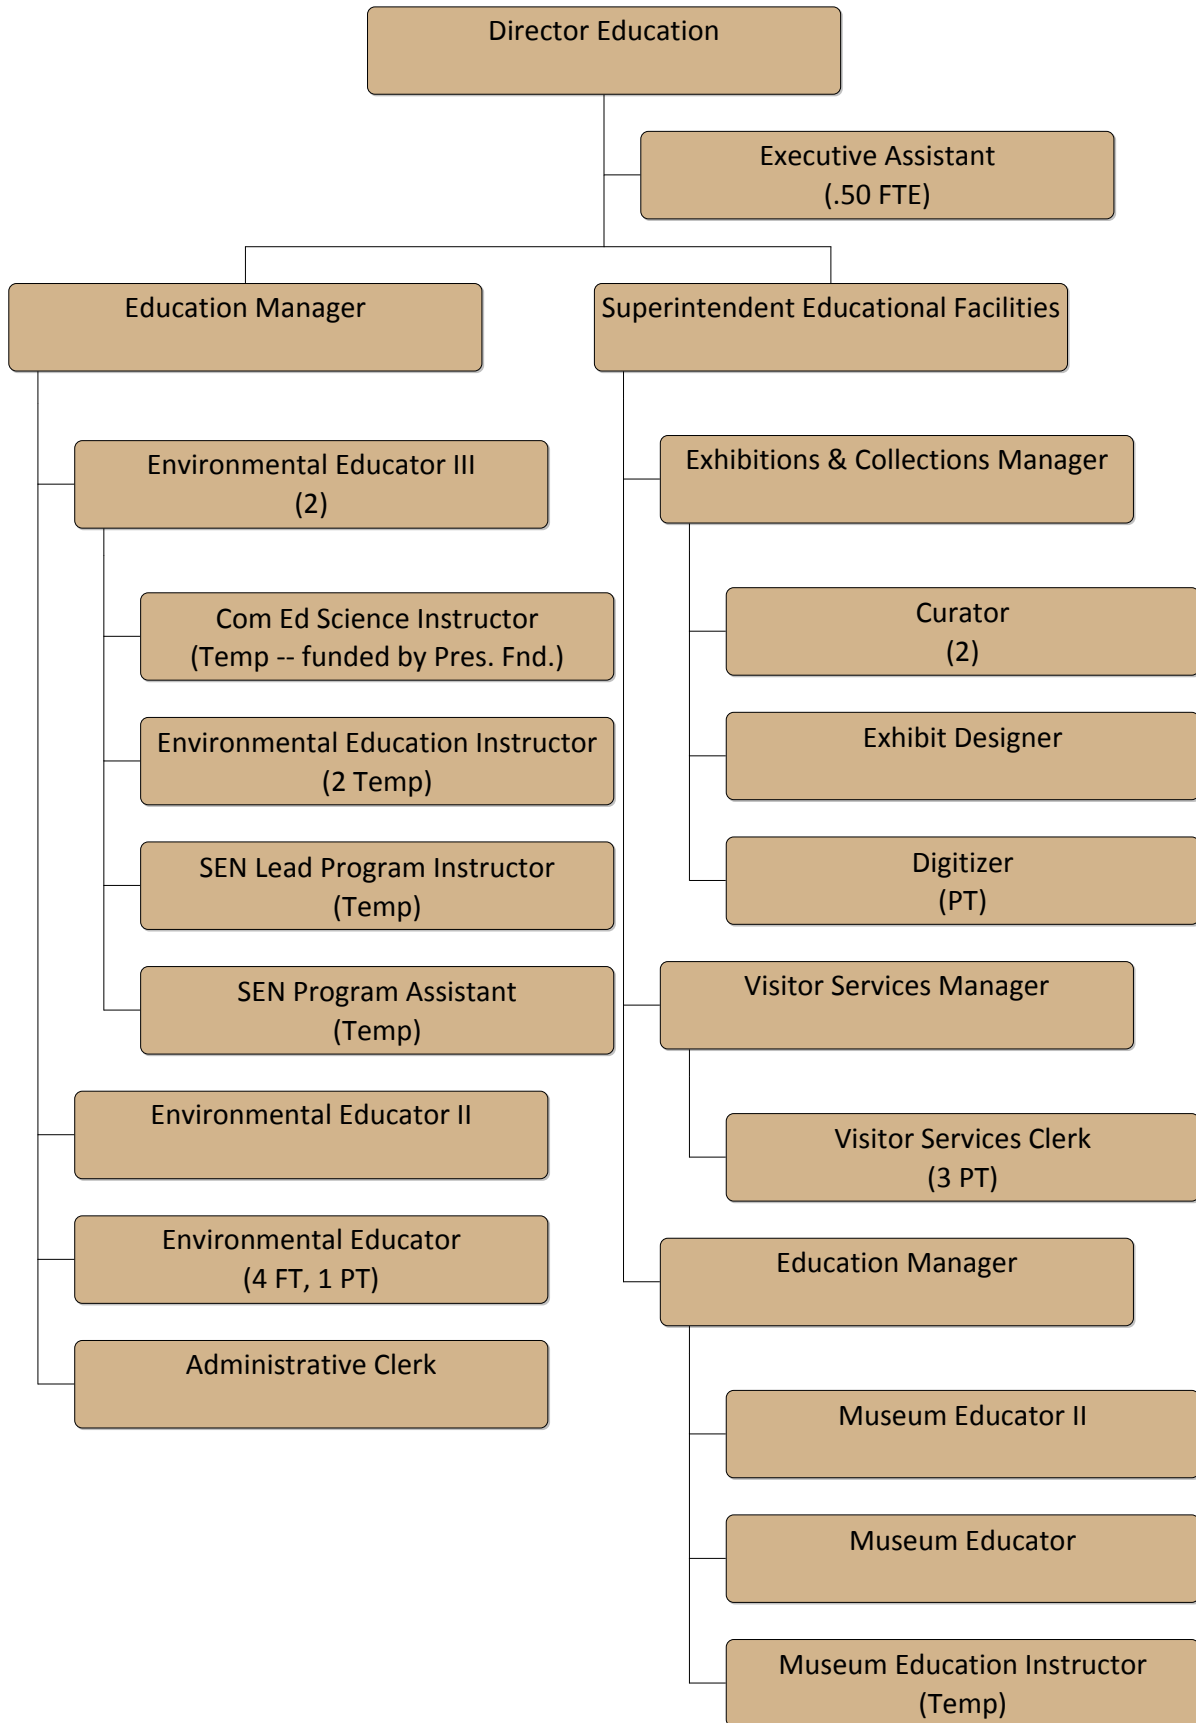 Director Education
Executive Assistant
(.50 FTE)
Education Manager
Superintendent Educational Facilities
Environmental Educator III
(2)
Com Ed Science Instructor
(Temp -- funded by Pres. Fnd.)
Environmental Education Instructor
(2 Temp)
SEN Lead Program Instructor
(Temp)
SEN Program Assistant
(Temp)
Environmental Educator II
Environmental Educator
(4 FT, 1 PT)
Administrative Clerk
Exhibitions & Collections Manager
Curator
(2)
Exhibit Designer
Digitizer
(PT)
Visitor Services Manager
Visitor Services Clerk
(3 PT)
Education Manager
Museum Educator II
Museum Educator
Museum Education Instructor
(Temp)